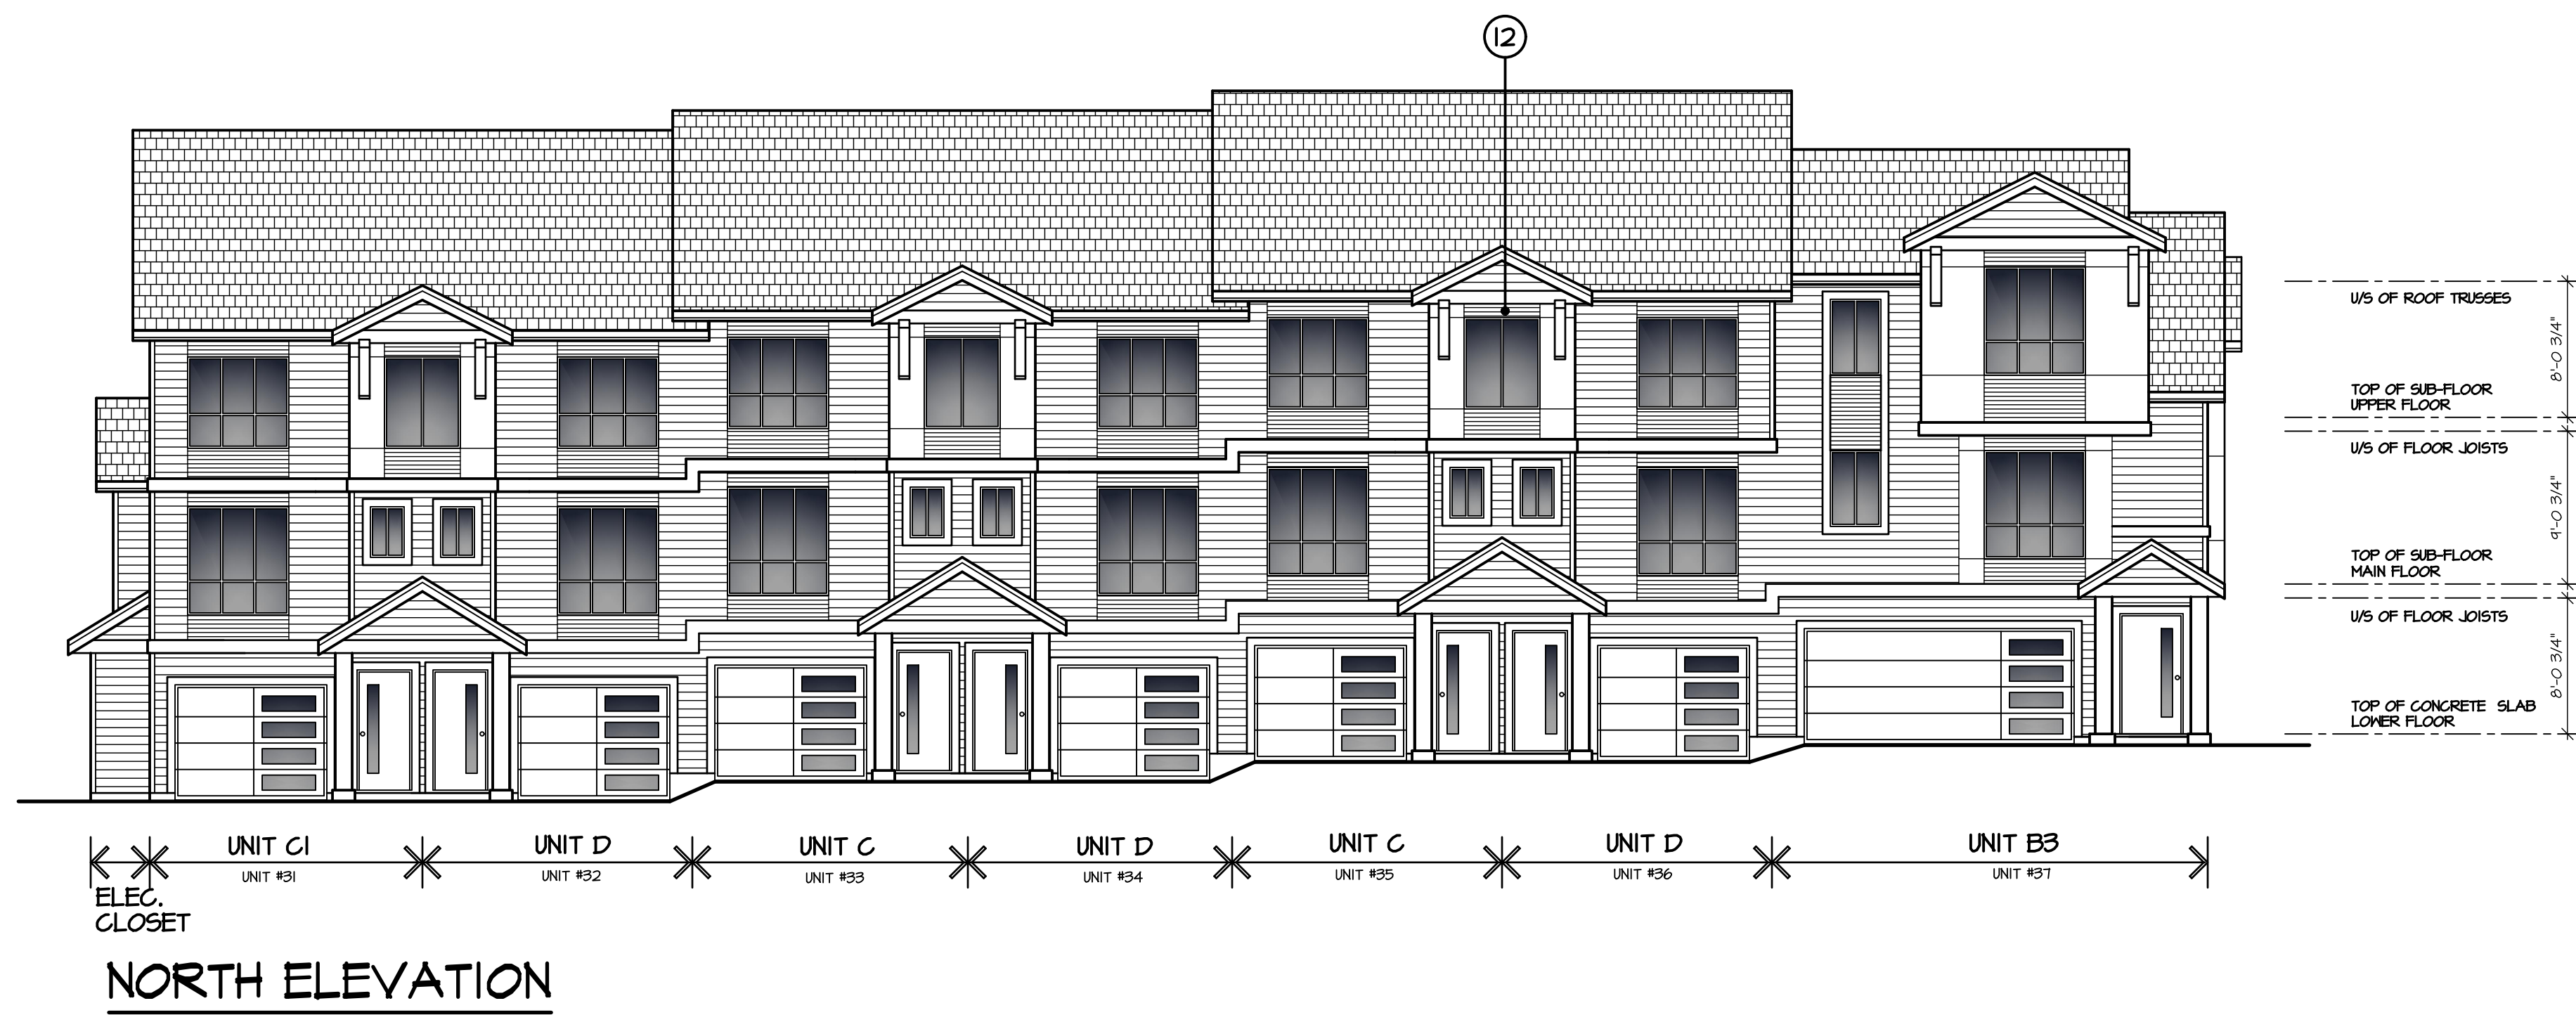 12
U/S OF ROOF TRUSSES
8'-0 3/4"
TOP OF SUB-FLOOR
UPPER FLOOR
U/S OF FLOOR JOISTS
9'-0 3/4"
TOP OF SUB-FLOOR
MAIN FLOOR
U/S OF FLOOR JOISTS
8'-0 3/4"
TOP OF CONCRETE SLAB
LOWER FLOOR
UNIT C1
UNIT #31
UNIT D
UNIT #32
UNIT C
UNIT #33
UNIT D
UNIT #34
UNIT C
UNIT #35
UNIT D
UNIT #36
UNIT B3
UNIT #37
ELEC.
CLOSET
NORTH ELEVATION